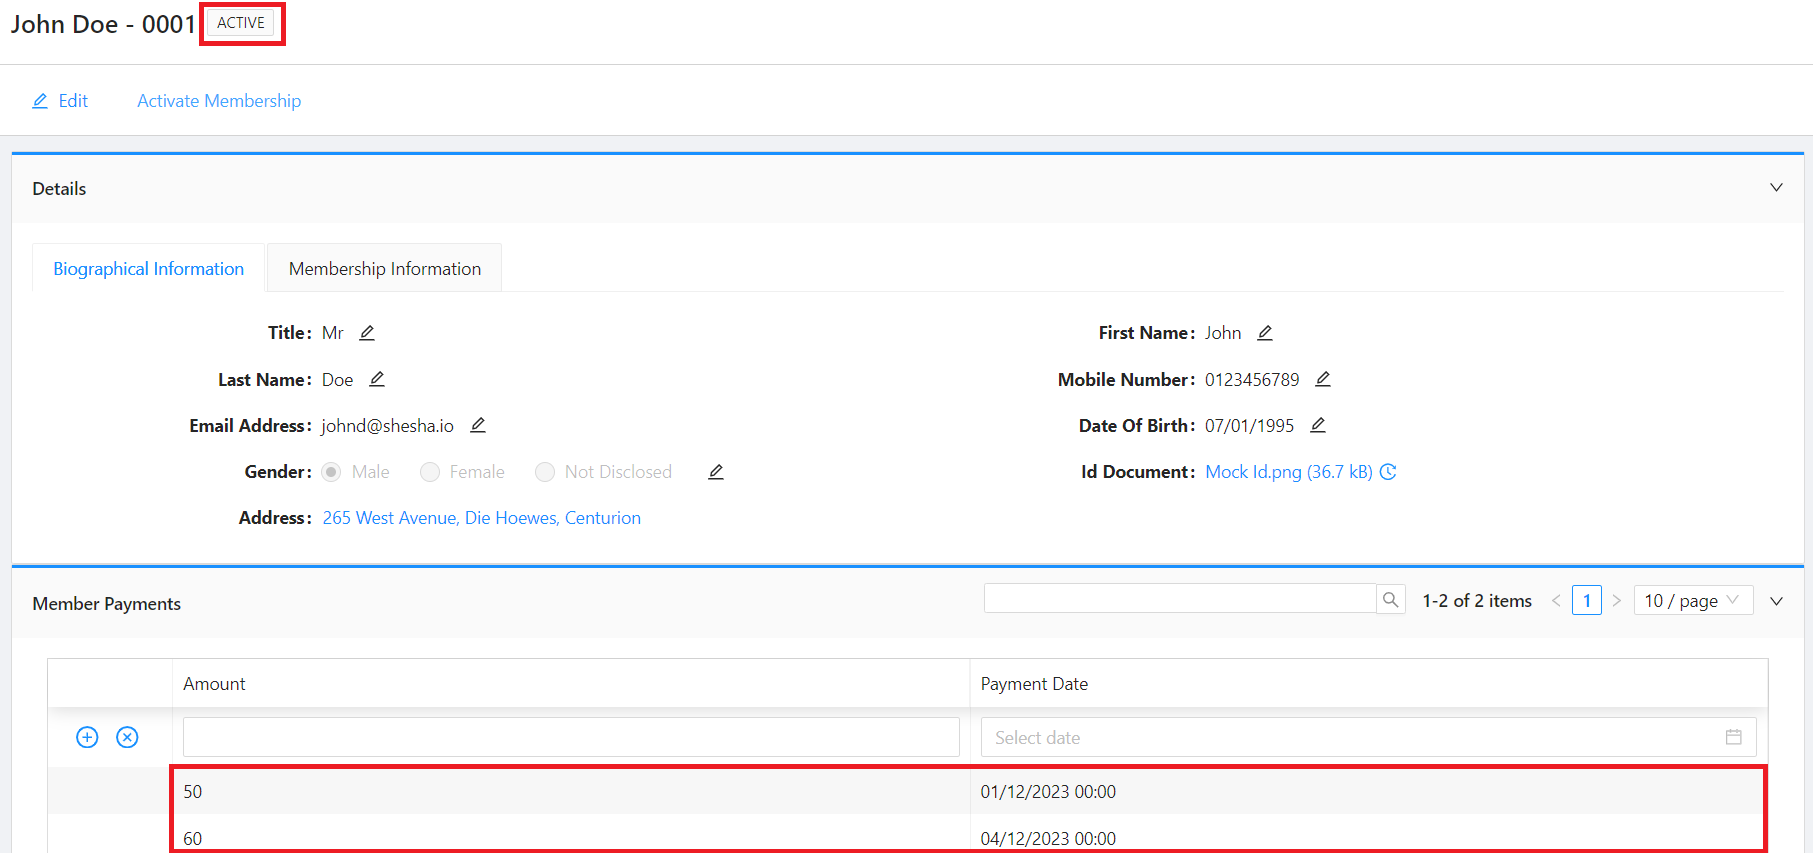 John Doe - 0001 ACTIVE
Edit Activate Membership
Details
Biographical Information Membership Information
Title: Mr First Name: John
Last Name: Doe Mobile Number: 0123456789
Email Address: johnd@shesha.io Date Of Birth: 07/01/1995
Gender: Male Female Not Disclosed Id Document: Mock Id.png (36.7 kB)
Address: 265 West Avenue, Die Hoewes, Centurion
Member Payments 1-2 of 2 items < 1 > 10 / page
Amount Payment Date
Select date
50 01/12/2023 00:00
60 04/12/2023 00:00